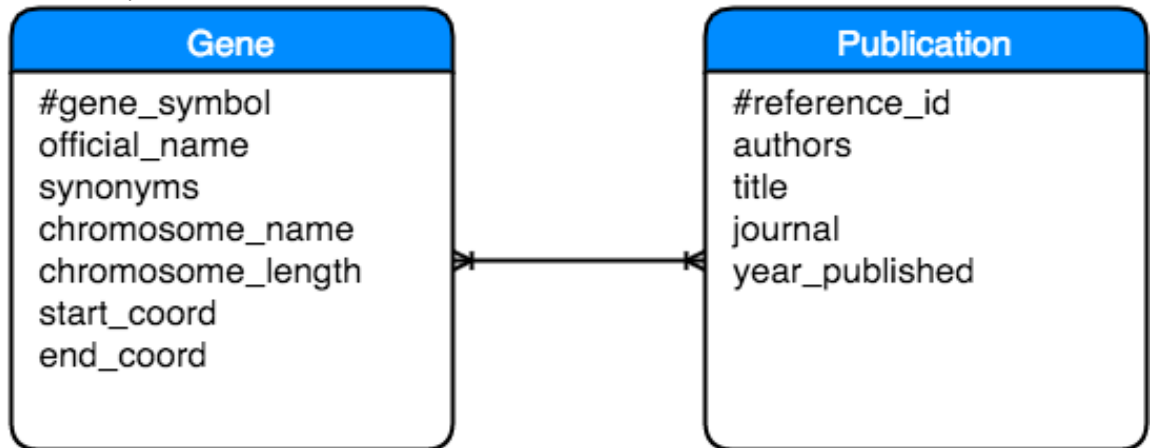 Gene
#gene_symbol
official_name
synonyms
chromosome_name
chromosome_length
start_coord
end_coord
Publication
#reference_id
authors
title
journal
year_published